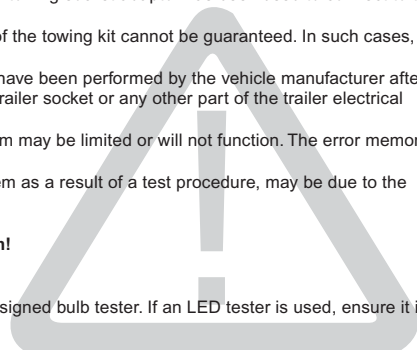 of the towing kit cannot be guaranteed. In such cases,
have been performed by the vehicle manufacturer afte
railer socket or any other part of the trailer electrical
m may be limited or will not function. The error memor
em as a result of a test procedure, may be due to the
n!
signed bulb tester. If an LED tester is used, ensure it i